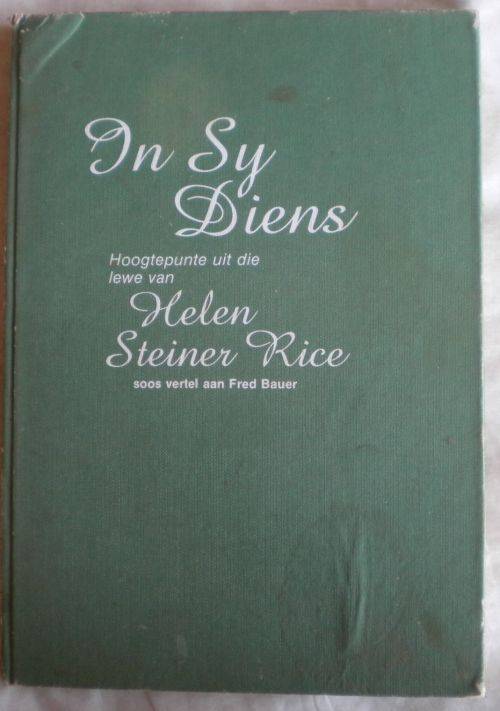 In Sy
Diens
Hoogtepunte uit die
lewe van
Helen
Steiner Rice
soos vertel aan Fred Bauer